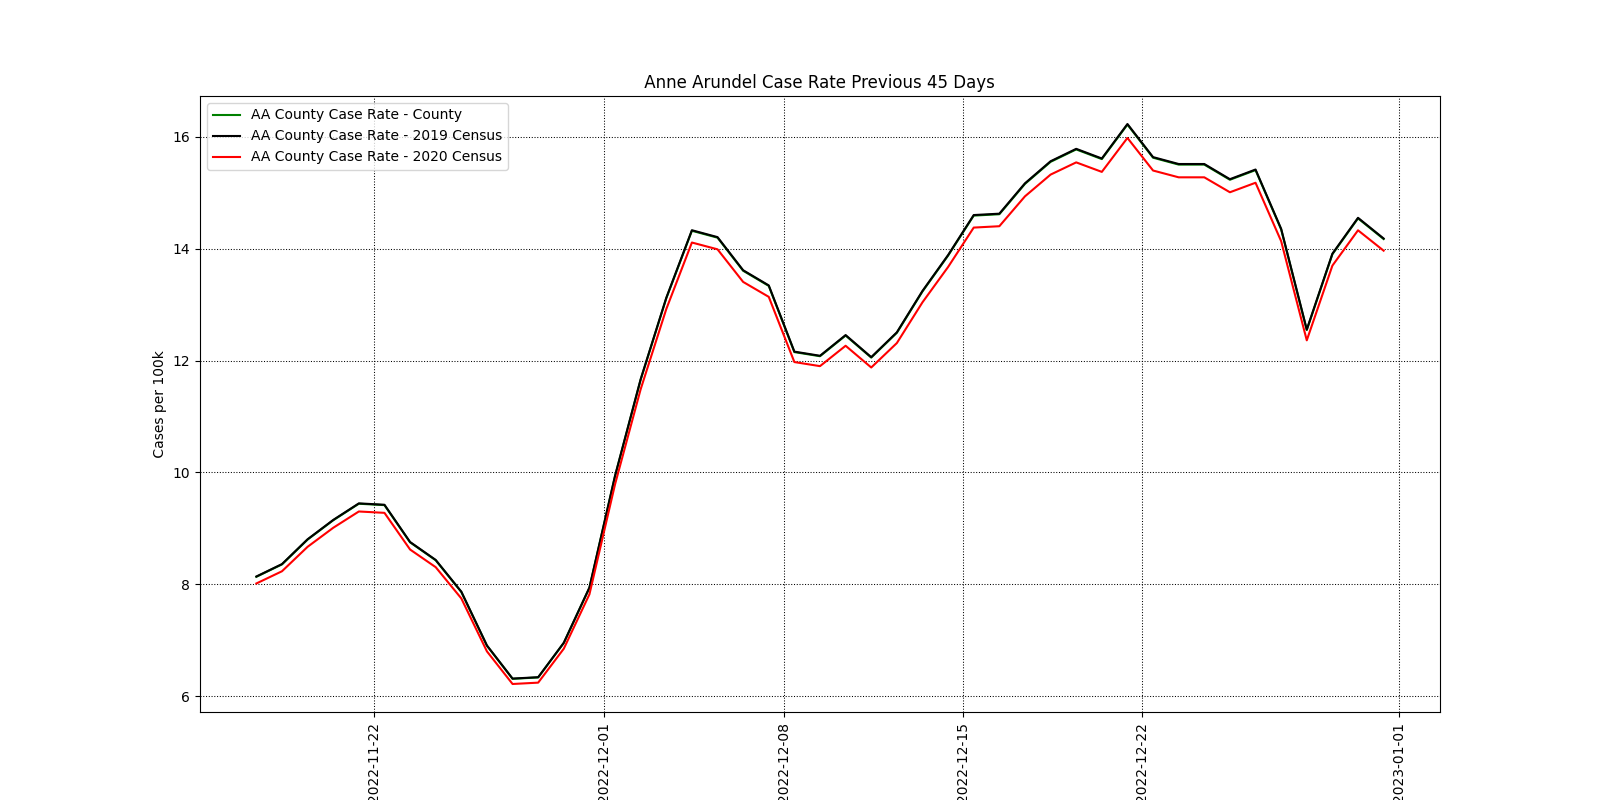 Anne Arundel Case Rate Previous 45 Days
AA County Case Rate - County
AA County Case Rate - 2019 Census
AA County Case Rate - 2020 Census
Cases per 100k
16
14
12
10
8
6
2022-11-22
2022-12-01
2022-12-08
2022-12-15
2022-12-22
2023-01-01